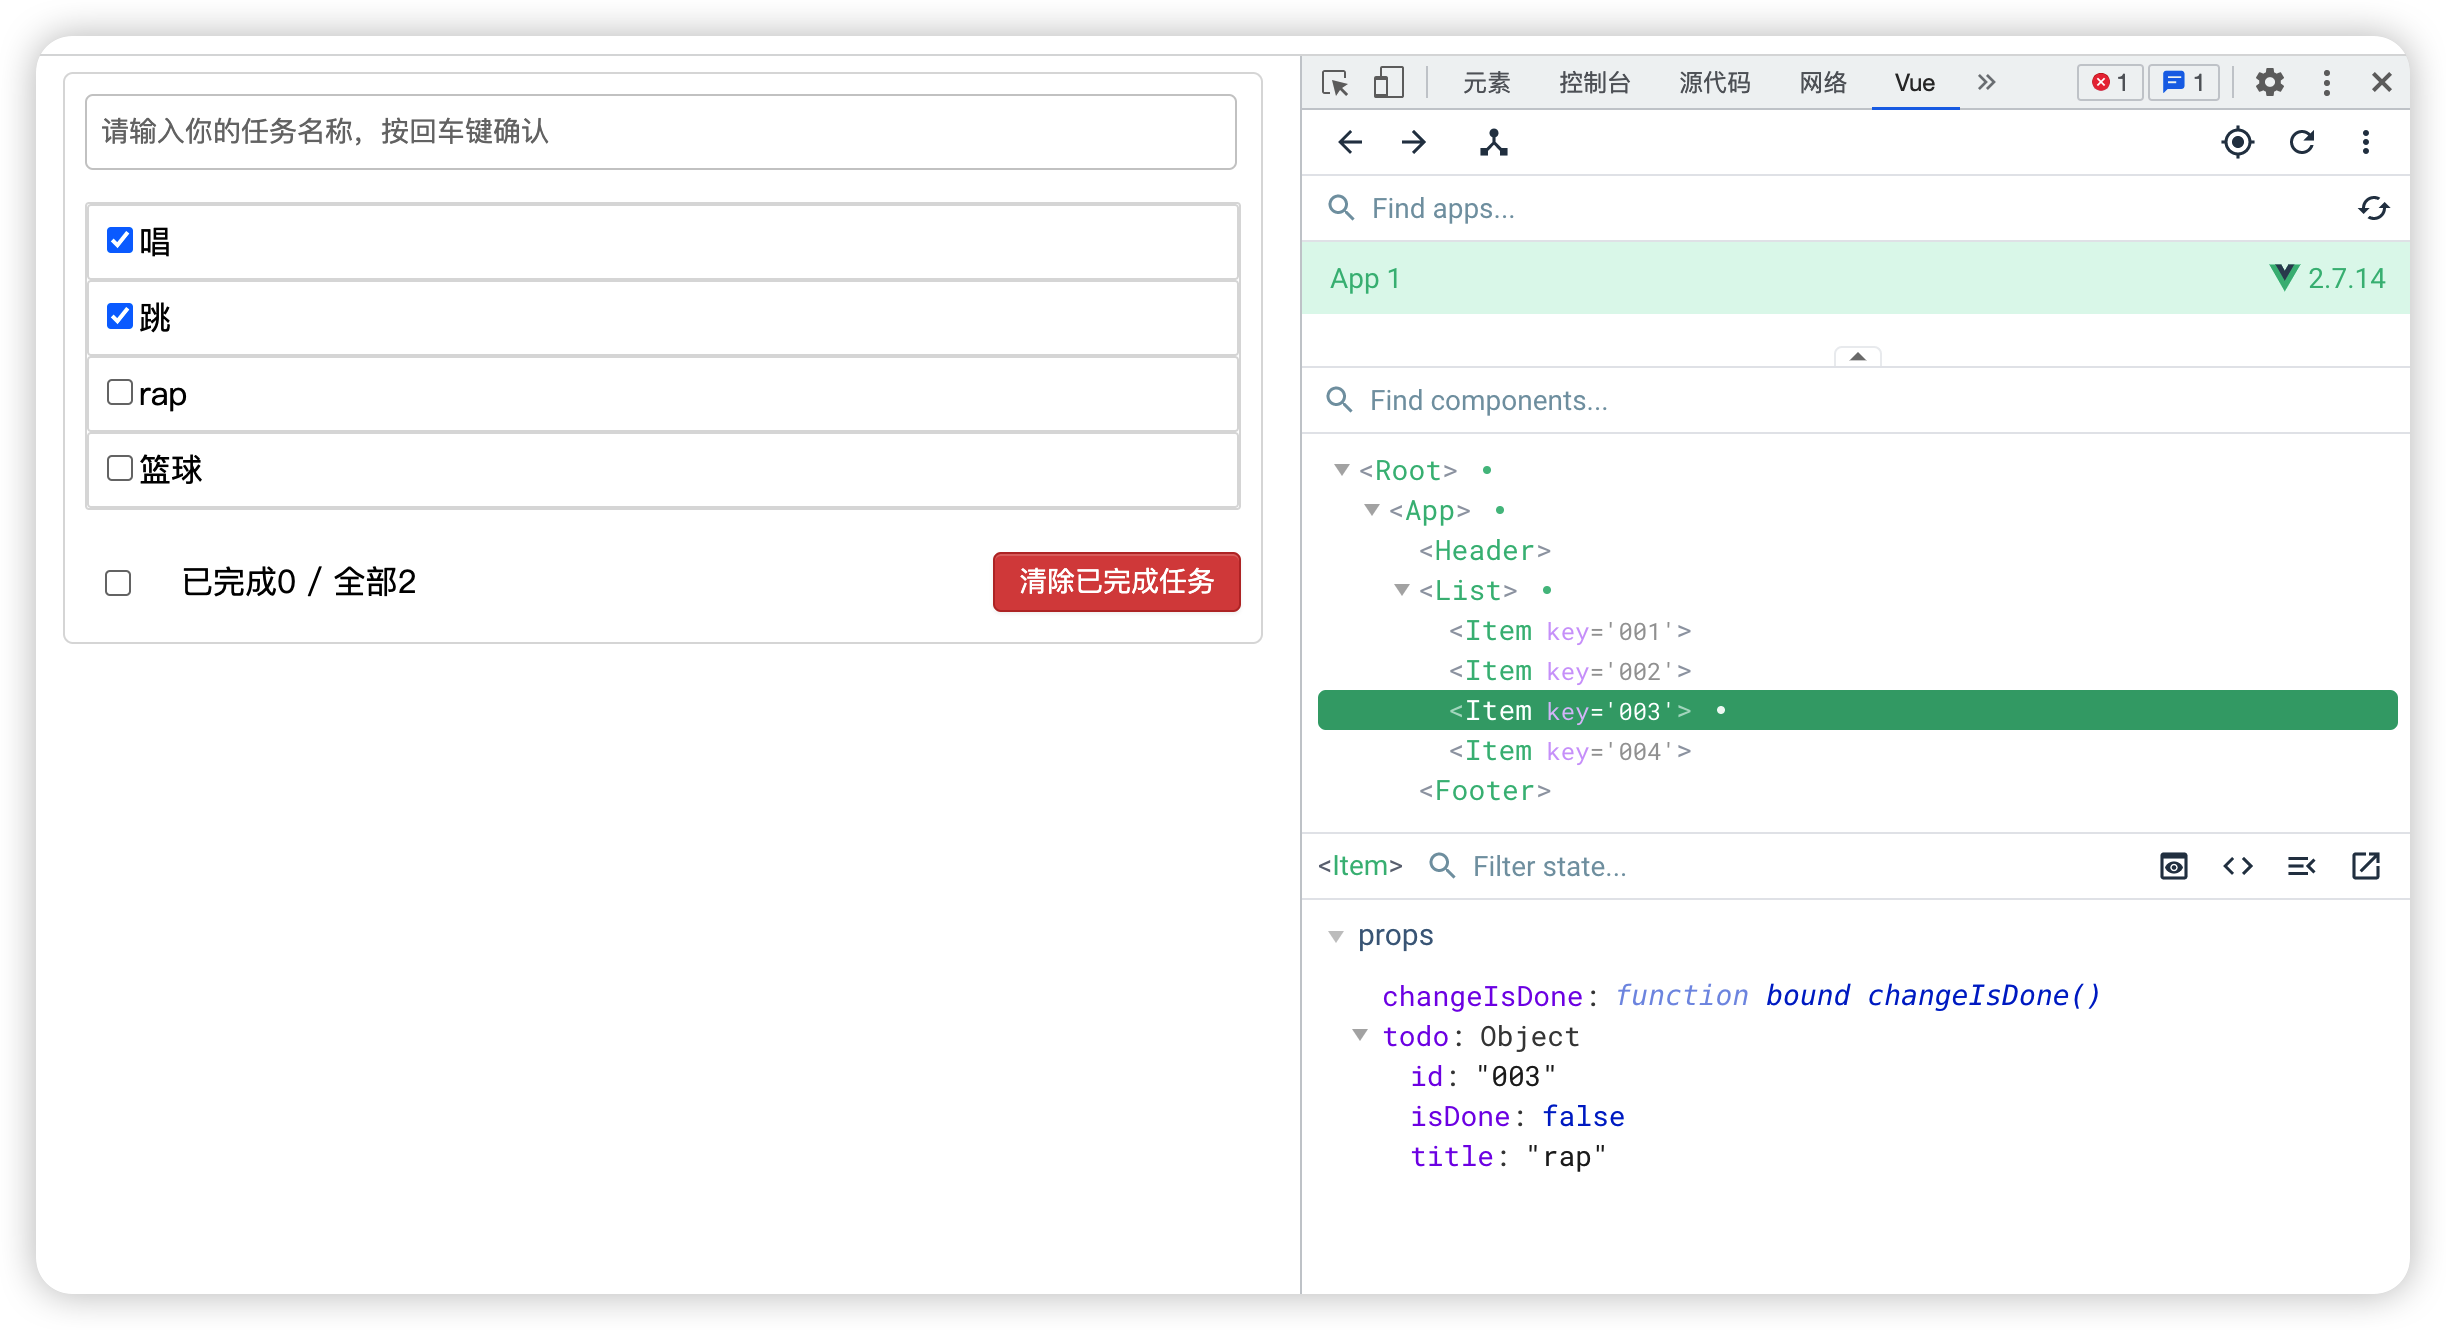 请输入你的任务名称，按回车键确认
唱
跳
rap
篮球
已完成0 / 全部2
清除已完成任务
元素 控制台 源代码 网络 Vue 1 1
Find apps...
App 1 2.7.14
Find components...
<Root>
<App>
<Header>
<List>
<Item key='001'>
<Item key='002'>
<Item key='003'>
<Item key='004'>
<Footer>
<Item> Filter state...
props
changeIsDone: function bound changeIsDone()
todo: Object
id: "003"
isDone: false
title: "rap"